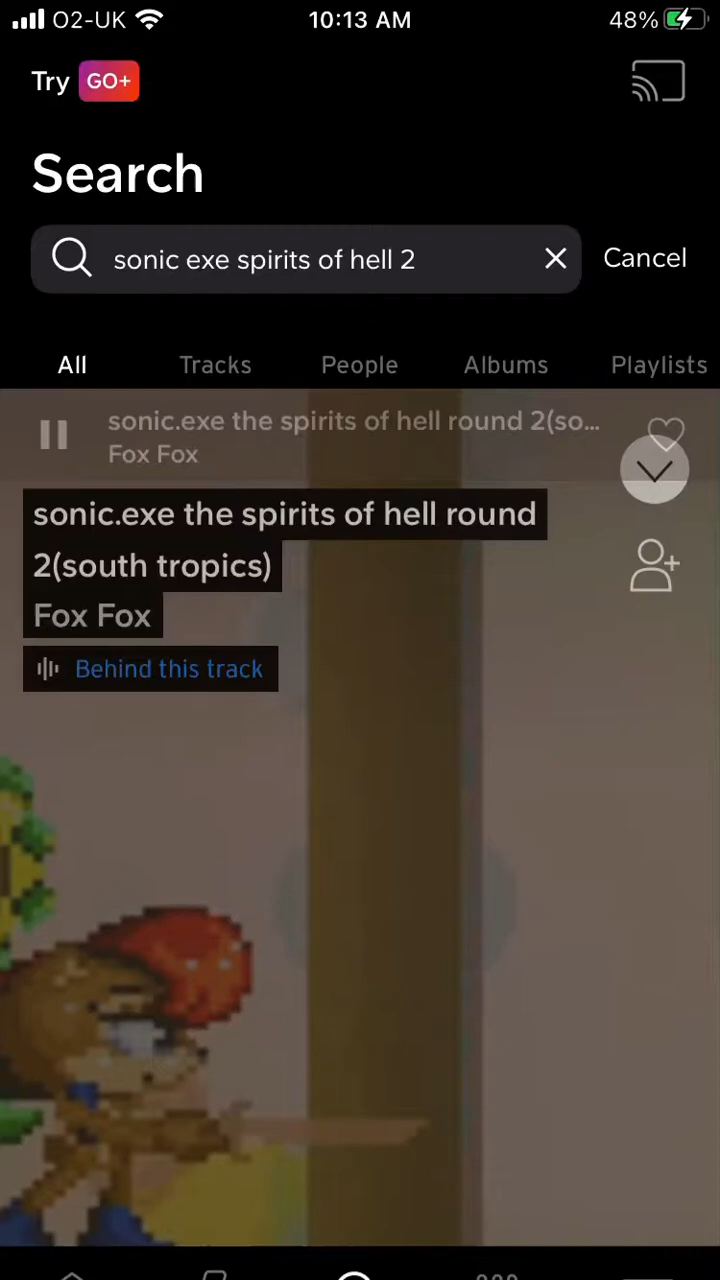 O2-UK 10:13 AM 48%
Try GO+
Search
sonic exe spirits of hell 2 Cancel
All Tracks People Albums Playlists
sonic.exe the spirits of hell round 2(so...
Fox Fox
sonic.exe the spirits of hell round
2(south tropics)
Fox Fox
Behind this track